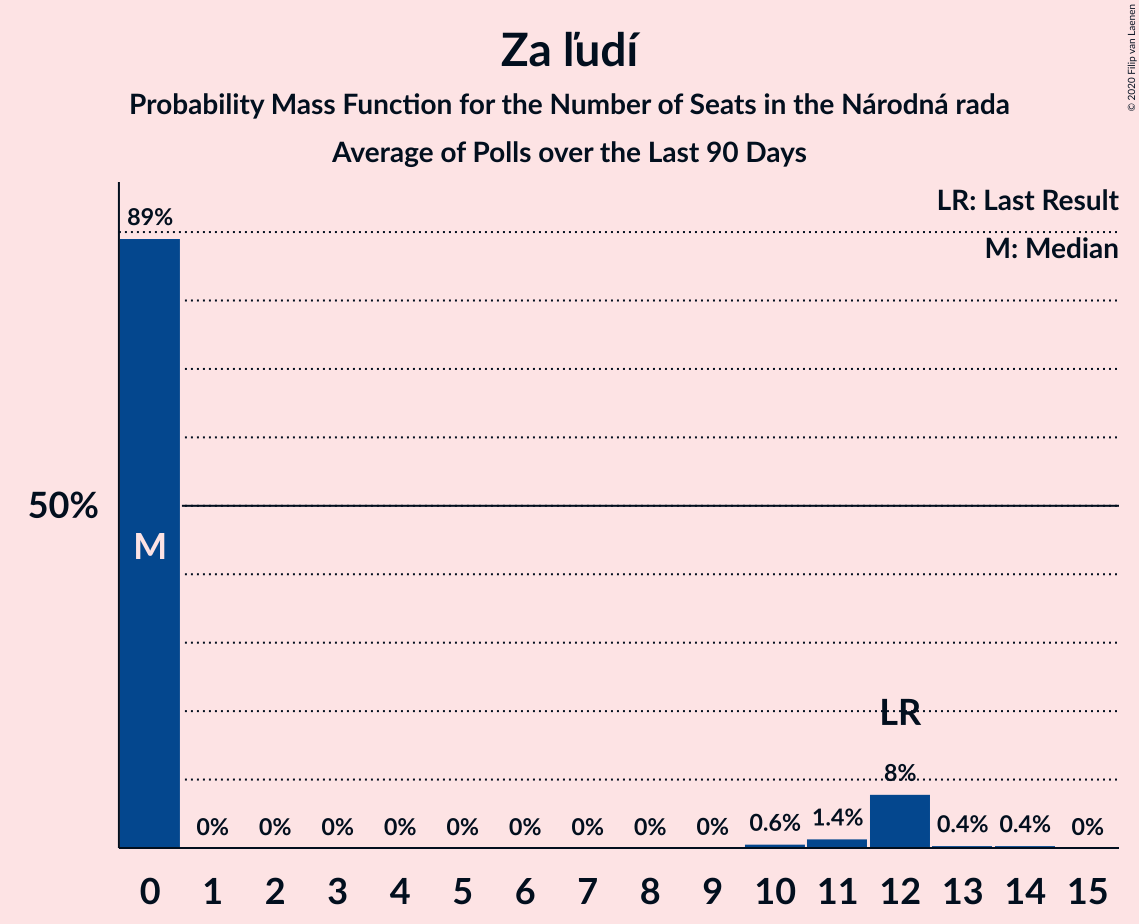 Za ľudí
Probability Mass Function for the Number of Seats in the Národná rada
Average of Polls over the Last 90 Days
© 2020 Filip van Laenen
LR: Last Result
M: Median
89%
50%
M
LR
8%
0% 0% 0% 0% 0% 0% 0% 0% 0% 0.6% 1.4% 0.4% 0.4% 0%
0 1 2 3 4 5 6 7 8 9 10 11 12 13 14 15